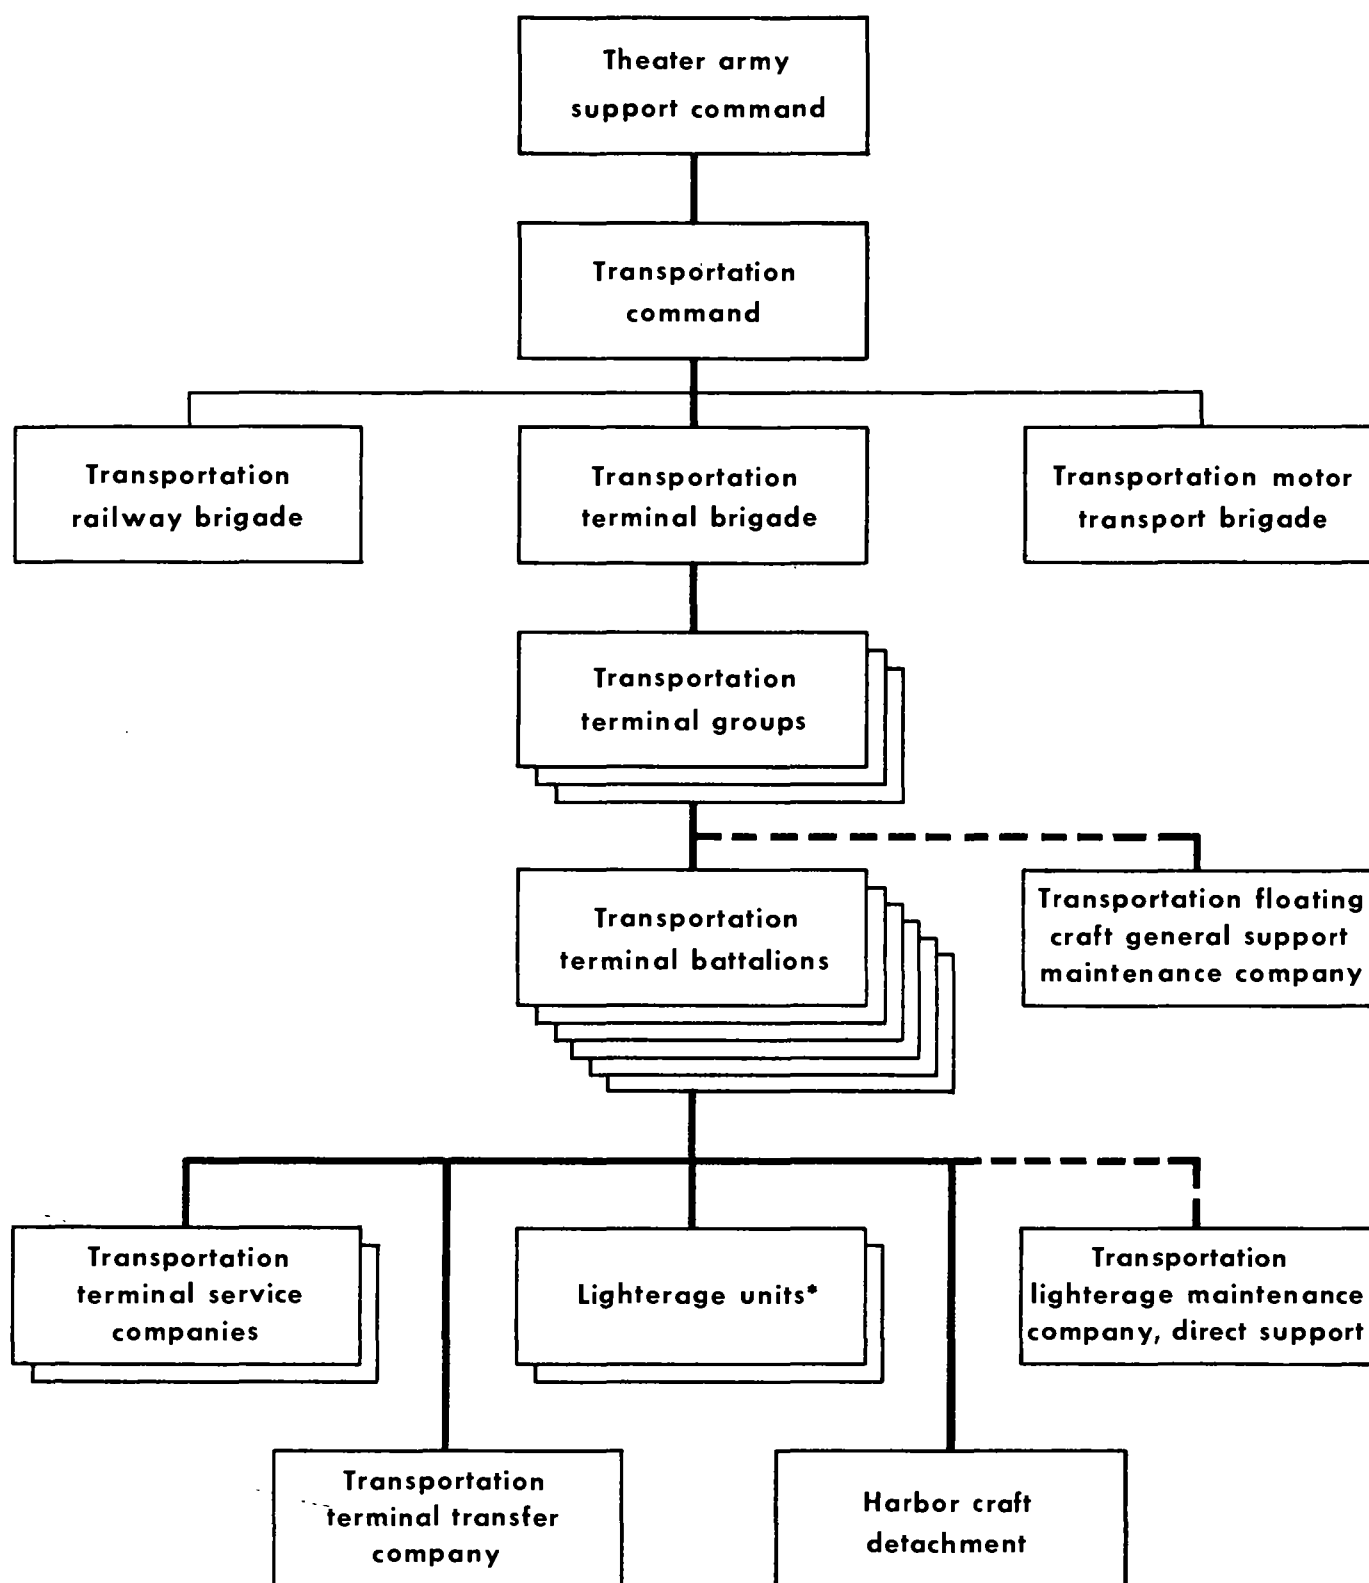 Theater army
support command
Transportation
command
Transportation
railway brigade
Transportation
terminal brigade
Transportation motor
transport brigade
Transportation
terminal groups
Transportation
terminal battalions
Transportation floating
craft general support
maintenance company
Transportation
terminal service
companies
Lighterage units*
Transportation
lighterage maintenance
company, direct support
Transportation
terminal transfer
company
Harbor craft
detachment